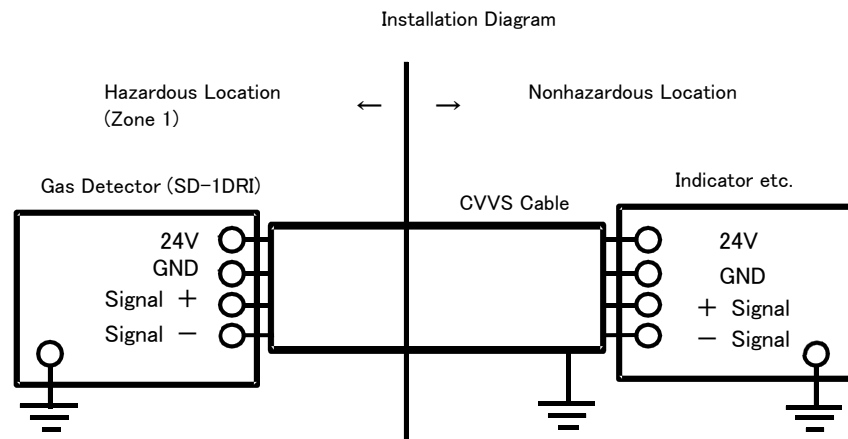 Installation Diagram
Hazardous Location
(Zone 1)
← →
Nonhazardous Location
Gas Detector (SD-1DRI)
CVVS Cable
Indicator etc.
24V
GND
Signal +
Signal −
24V
GND
+ Signal
− Signal